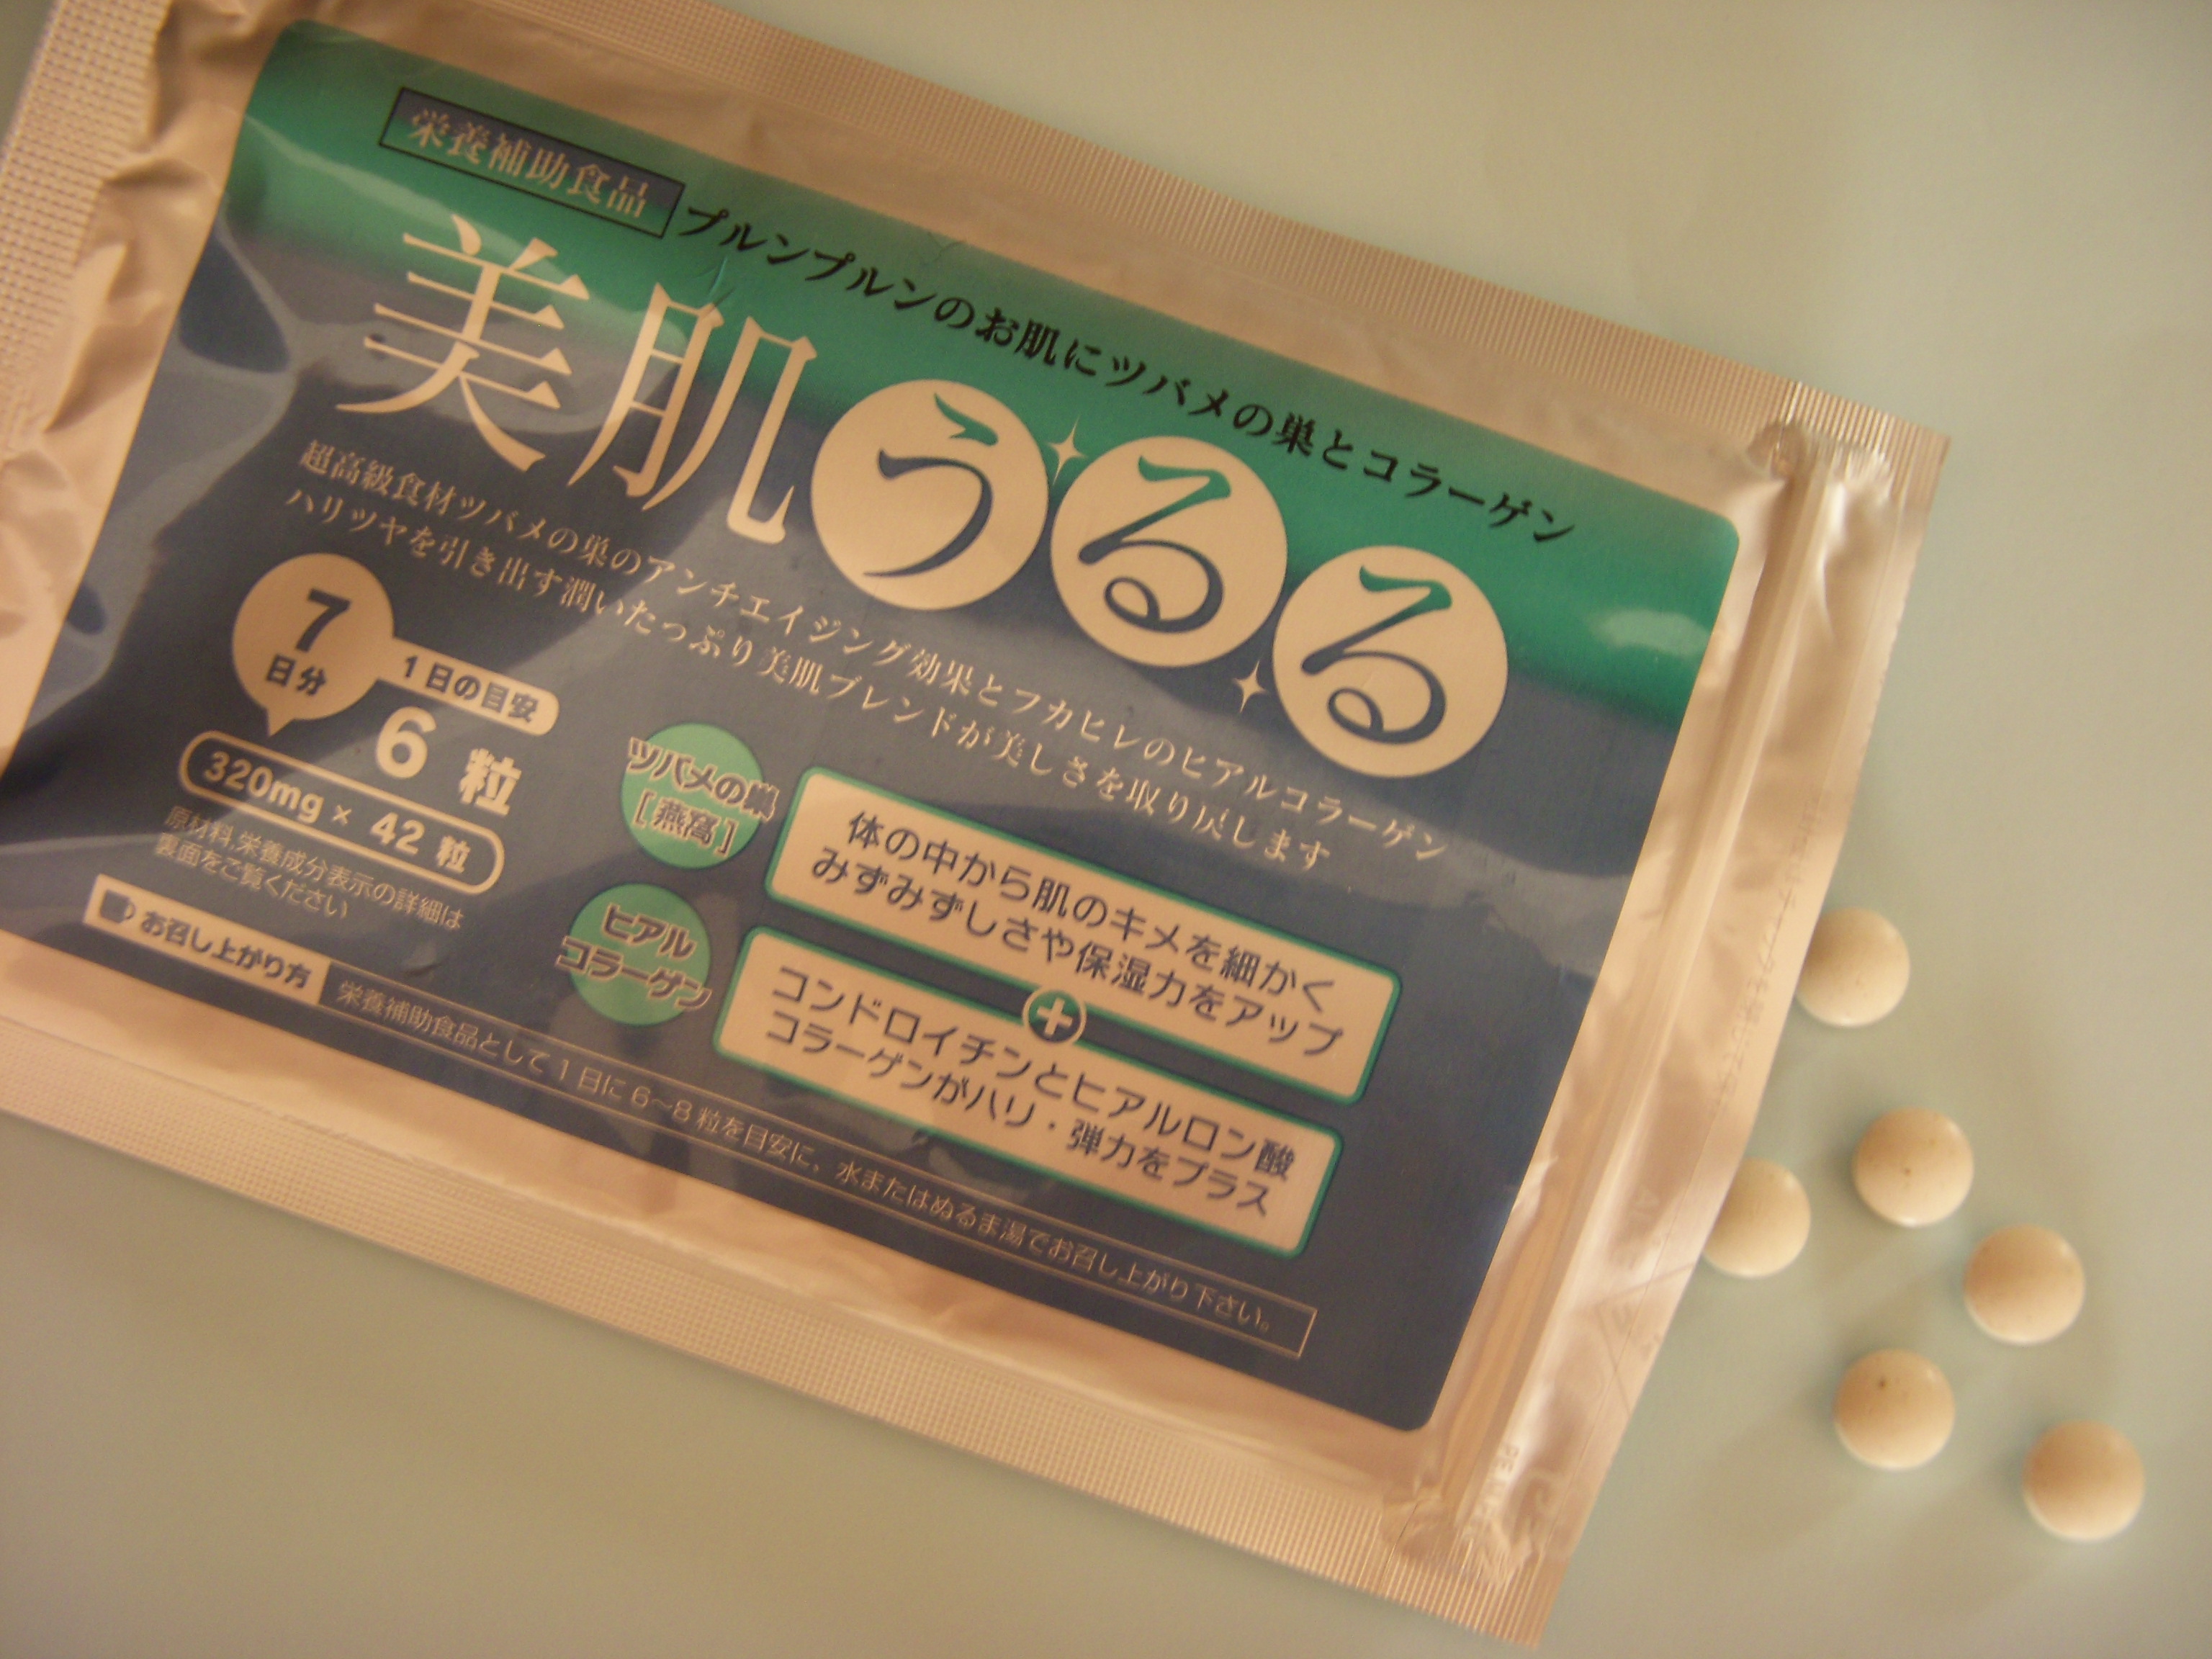 栄養補助食品
プルンプルンのお肌にツバメの巣とコラーゲン
美肌うるる
超高級食材ツバメの巣のアンチエイジング効果とフカヒレのヒアルコラーゲン
ハリツヤを引き出す潤いたっぷり美肌ブレンドが美しさを取り戻します
7
日分
1日の目安
6 粒
320mg × 42 粒
原材料,栄養成分表示の詳細は
裏面をご覧ください
ツバメの巣
[燕窩]
体の中から肌のキメを細かく
みずみずしさや保湿力をアップ
+
ヒアル
コラーゲン
コンドロイチンとヒアルロン酸
コラーゲンがハリ・弾力をプラス
お召し上がり方
栄養補助食品として1日に6~8粒を目安に、水またはぬるま湯でお召し上がり下さい。